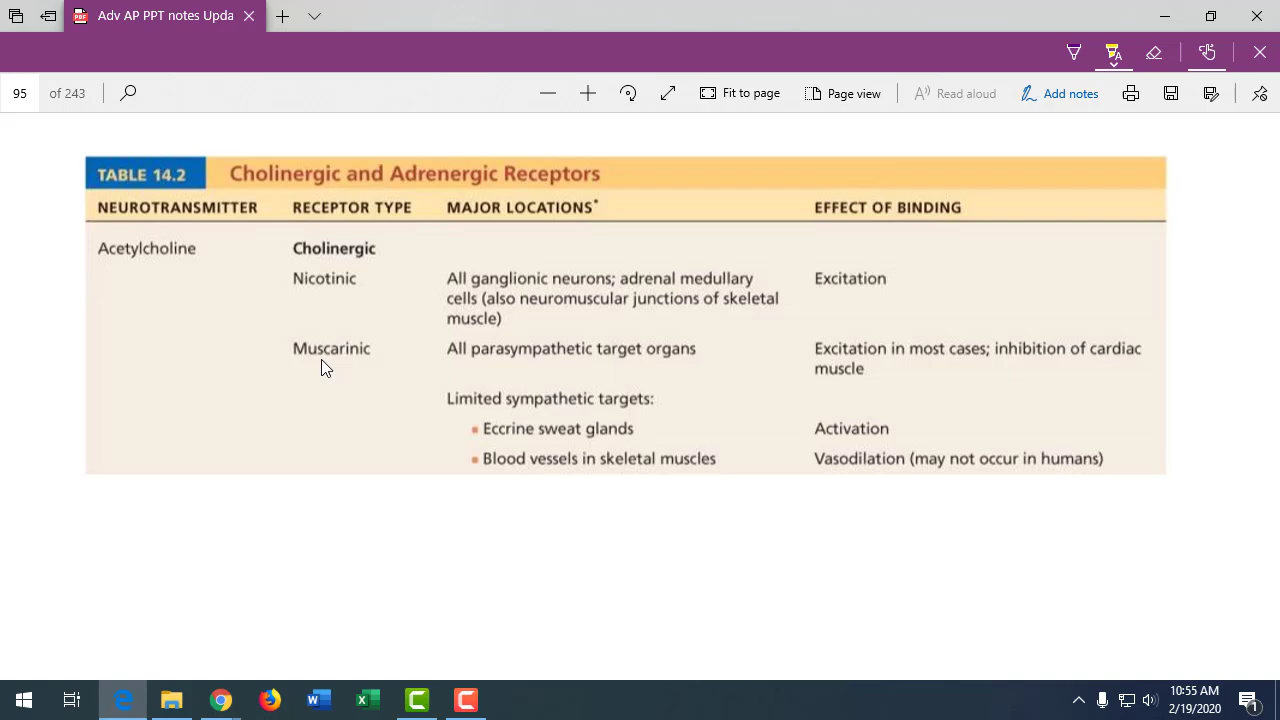 Adv AP PPT notes Upda
95 of 243
Fit to page
Page view
Read aloud
Add notes
TABLE 14.2 Cholinergic and Adrenergic Receptors
NEUROTRANSMITTER RECEPTOR TYPE MAJOR LOCATIONS* EFFECT OF BINDING
Acetylcholine Cholinergic
Nicotinic All ganglionic neurons; adrenal medullary Excitation
cells (also neuromuscular junctions of skeletal
muscle)
Muscarinic All parasympathetic target organs Excitation in most cases; inhibition of cardiac
muscle
Limited sympathetic targets:
▪ Eccrine sweat glands Activation
▪ Blood vessels in skeletal muscles Vasodilation (may not occur in humans)
10:55 AM
2/19/2020
1